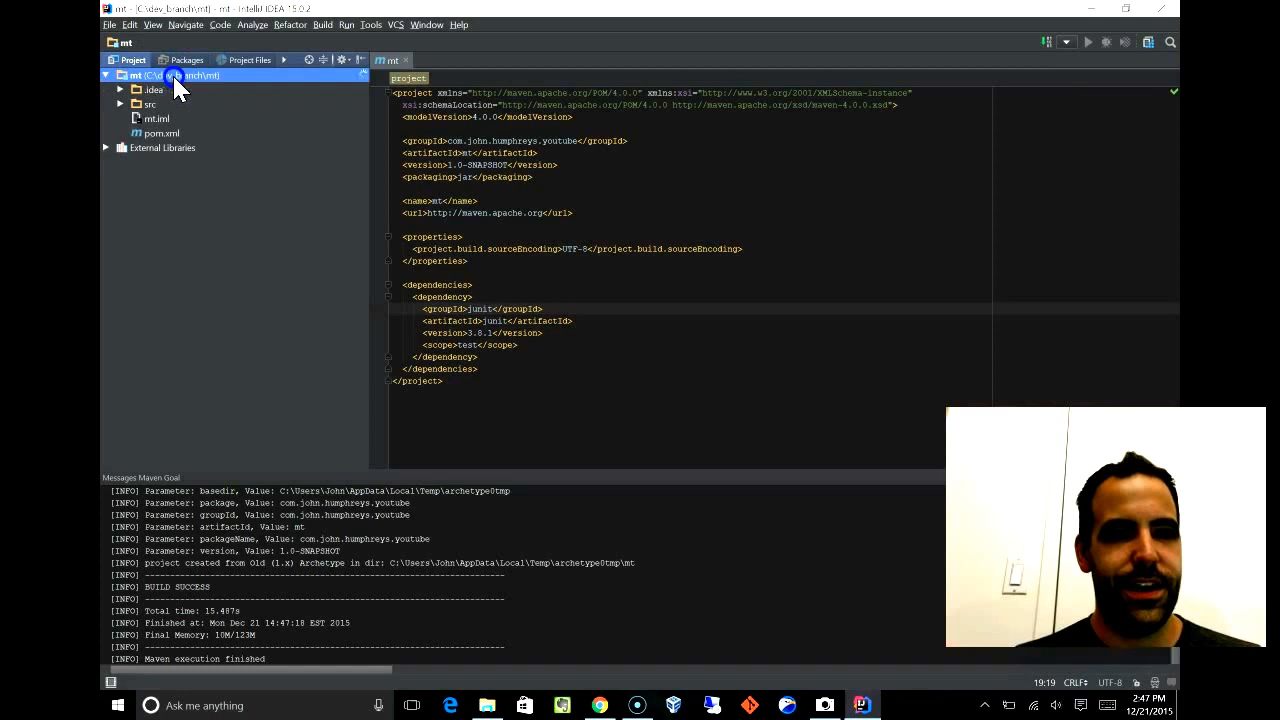 mt - [C:\dev_branch\mt] - IntelliJ IDEA 15.0.2
File Edit View Navigate Code Analyze Refactor Build Run Tools VCS Window Help
mt
Project Packages Project Files
mt
mt (C:\dev_branch\mt)
.idea
src
mt.iml
pom.xml
External Libraries
project
<project xmlns="http://maven.apache.org/POM/4.0.0" xmlns:xsi="http://www.w3.org/2001/XMLSchema-instance"
xsi:schemaLocation="http://maven.apache.org/POM/4.0.0 http://maven.apache.org/xsd/maven-4.0.0.xsd">
<modelVersion>4.0.0</modelVersion>
<groupId>com.john.humphreys.youtube</groupId>
<artifactId>mt</artifactId>
<version>1.0-SNAPSHOT</version>
<packaging>jar</packaging>
<name>mt</name>
<url>http://maven.apache.org</url>
<properties>
<project.build.sourceEncoding>UTF-8</project.build.sourceEncoding>
</properties>
<dependencies>
<dependency>
<groupId>junit</groupId>
<artifactId>junit</artifactId>
<version>3.8.1</version>
<scope>test</scope>
</dependency>
</dependencies>
</project>
Messages Maven Goal
[INFO] Parameter: basedir, Value: C:\Users\John\AppData\Local\Temp\archetype0tmp
[INFO] Parameter: package, Value: com.john.humphreys.youtube
[INFO] Parameter: groupId, Value: com.john.humphreys.youtube
[INFO] Parameter: artifactId, Value: mt
[INFO] Parameter: packageName, Value: com.john.humphreys.youtube
[INFO] Parameter: version, Value: 1.0-SNAPSHOT
[INFO] project created from Old (1.x) Archetype in dir: C:\Users\John\AppData\Local\Temp\archetype0tmp\mt
[INFO] ------------------------------------------------------------------------
[INFO] BUILD SUCCESS
[INFO] ------------------------------------------------------------------------
[INFO] Total time: 15.487s
[INFO] Finished at: Mon Dec 21 14:47:18 EST 2015
[INFO] Final Memory: 10M/123M
[INFO] ------------------------------------------------------------------------
[INFO] Maven execution finished
19:19 CRLF UTF-8
Ask me anything
2:47 PM
12/21/2015